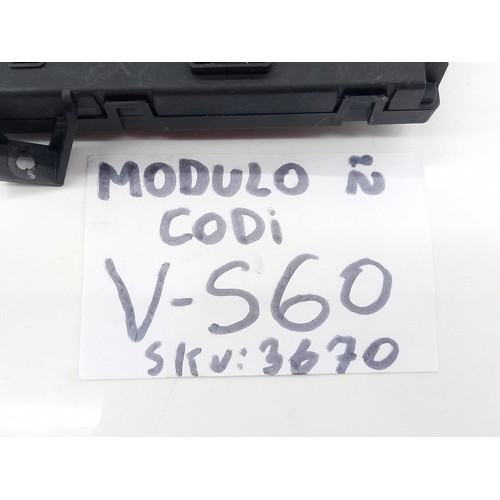 MODULO Ñ
CODi
V-S60
SKU: 3670